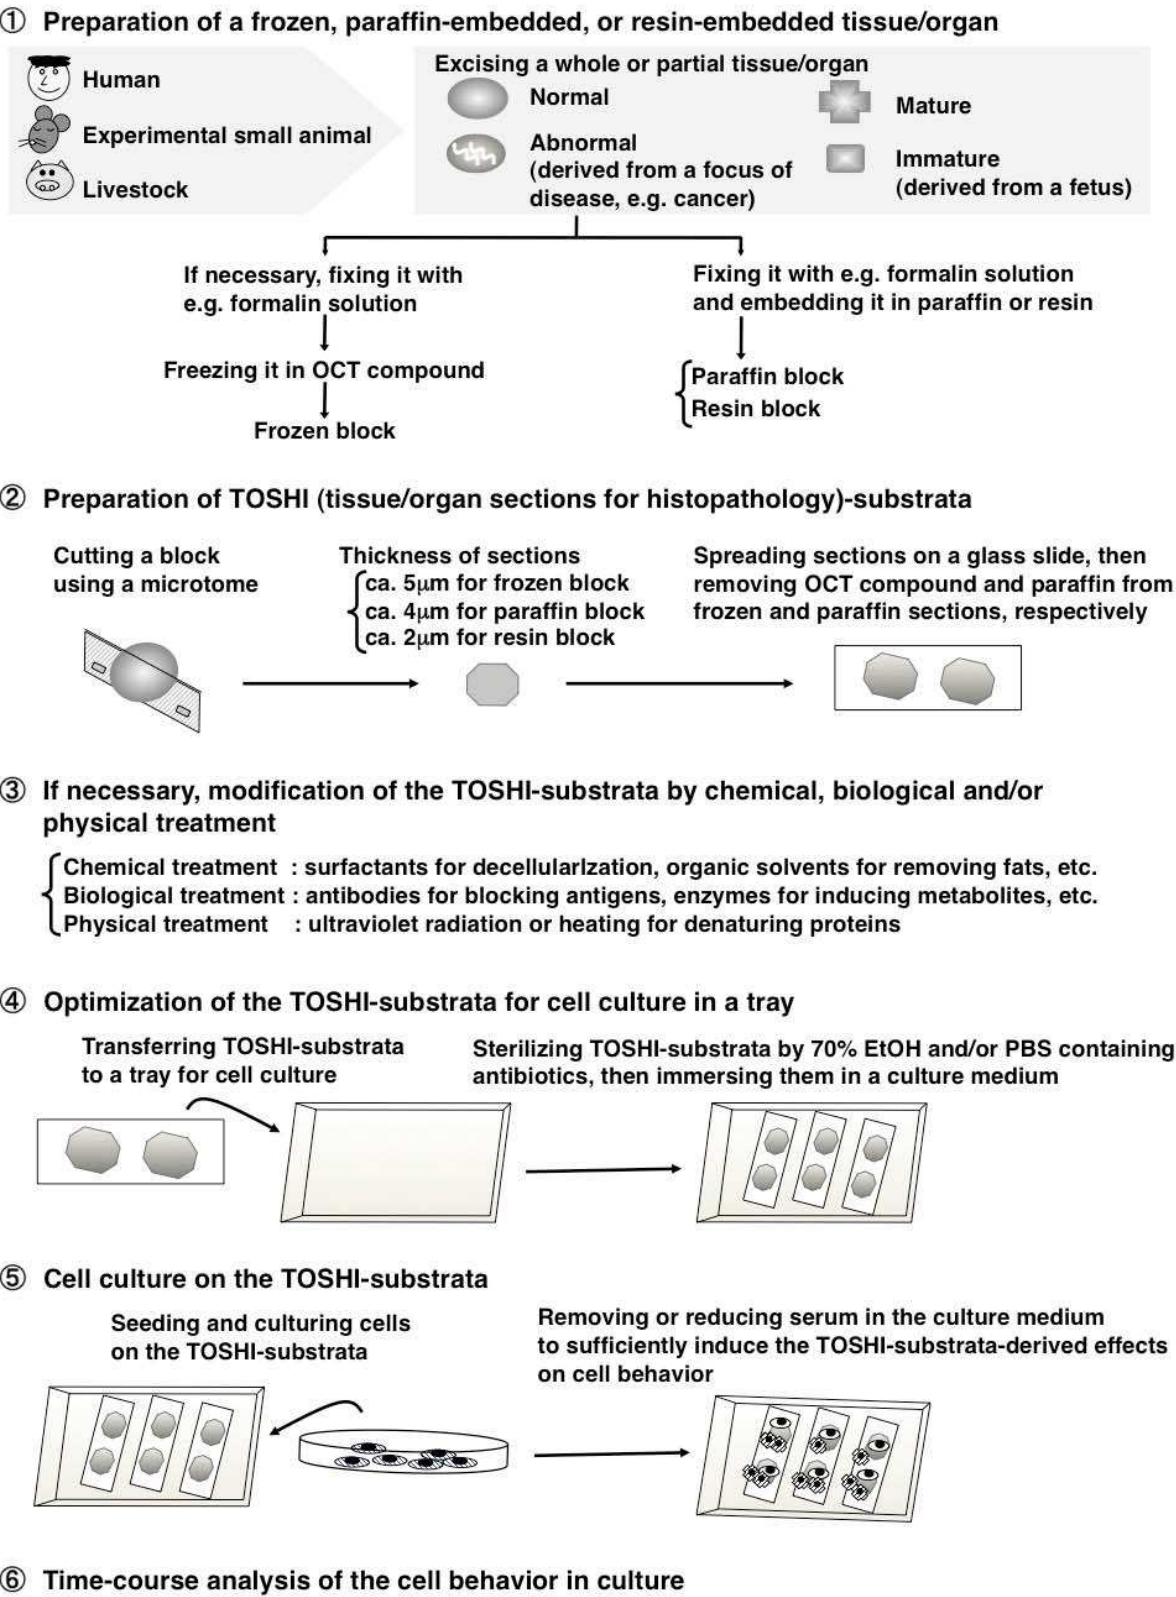 ① Preparation of a frozen, paraffin-embedded, or resin-embedded tissue/organ
Human
Experimental small animal
Livestock
Excising a whole or partial tissue/organ
Normal
Abnormal
(derived from a focus of
disease, e.g. cancer)
Mature
Immature
(derived from a fetus)
If necessary, fixing it with
e.g. formalin solution
Freezing it in OCT compound
Frozen block
Fixing it with e.g. formalin solution
and embedding it in paraffin or resin
Paraffin block
Resin block
② Preparation of TOSHI (tissue/organ sections for histopathology)-substrata
Cutting a block
using a microtome
Thickness of sections
ca. 5μm for frozen block
ca. 4μm for paraffin block
ca. 2μm for resin block
Spreading sections on a glass slide, then
removing OCT compound and paraffin from
frozen and paraffin sections, respectively
③ If necessary, modification of the TOSHI-substrata by chemical, biological and/or
physical treatment
Chemical treatment : surfactants for decellularIzation, organic solvents for removing fats, etc.
Biological treatment : antibodies for blocking antigens, enzymes for inducing metabolites, etc.
Physical treatment : ultraviolet radiation or heating for denaturing proteins
④ Optimization of the TOSHI-substrata for cell culture in a tray
Transferring TOSHI-substrata
to a tray for cell culture
Sterilizing TOSHI-substrata by 70% EtOH and/or PBS containing
antibiotics, then immersing them in a culture medium
⑤ Cell culture on the TOSHI-substrata
Seeding and culturing cells
on the TOSHI-substrata
Removing or reducing serum in the culture medium
to sufficiently induce the TOSHI-substrata-derived effects
on cell behavior
⑥ Time-course analysis of the cell behavior in culture